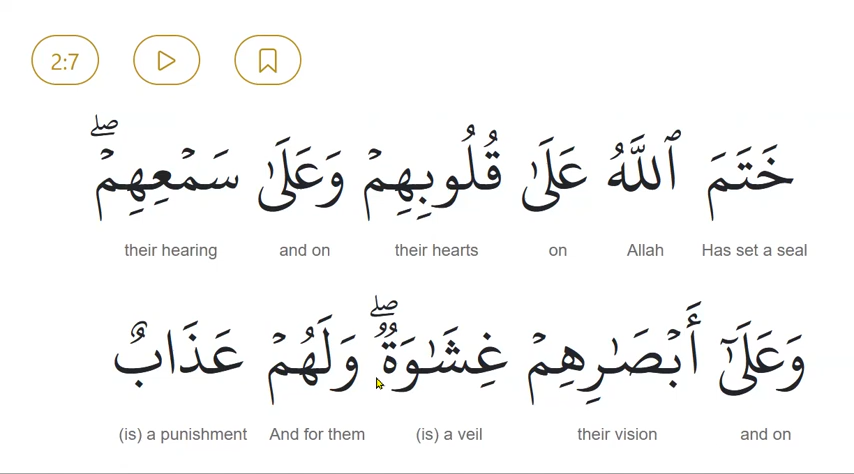 2:7
خَتَمَ ٱللَّهُ عَلَىٰ قُلُوبِهِمْ وَعَلَىٰ سَمْعِهِمْ ۖ
Has set a seal Allah on their hearts and on their hearing
وَعَلَىٰٓ أَبْصَـٰرِهِمْ غِشَـٰوَةٌ ۖ وَلَهُمْ عَذَابٌ
and on their vision (is) a veil And for them (is) a punishment